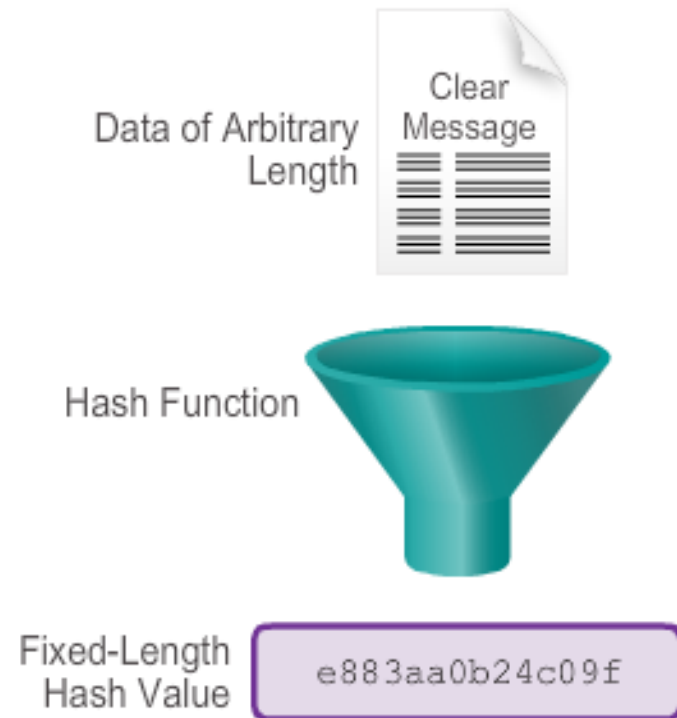 Data of Arbitrary
Length
Clear
Message
Hash Function
Fixed-Length
Hash Value
e883aa0b24c09f